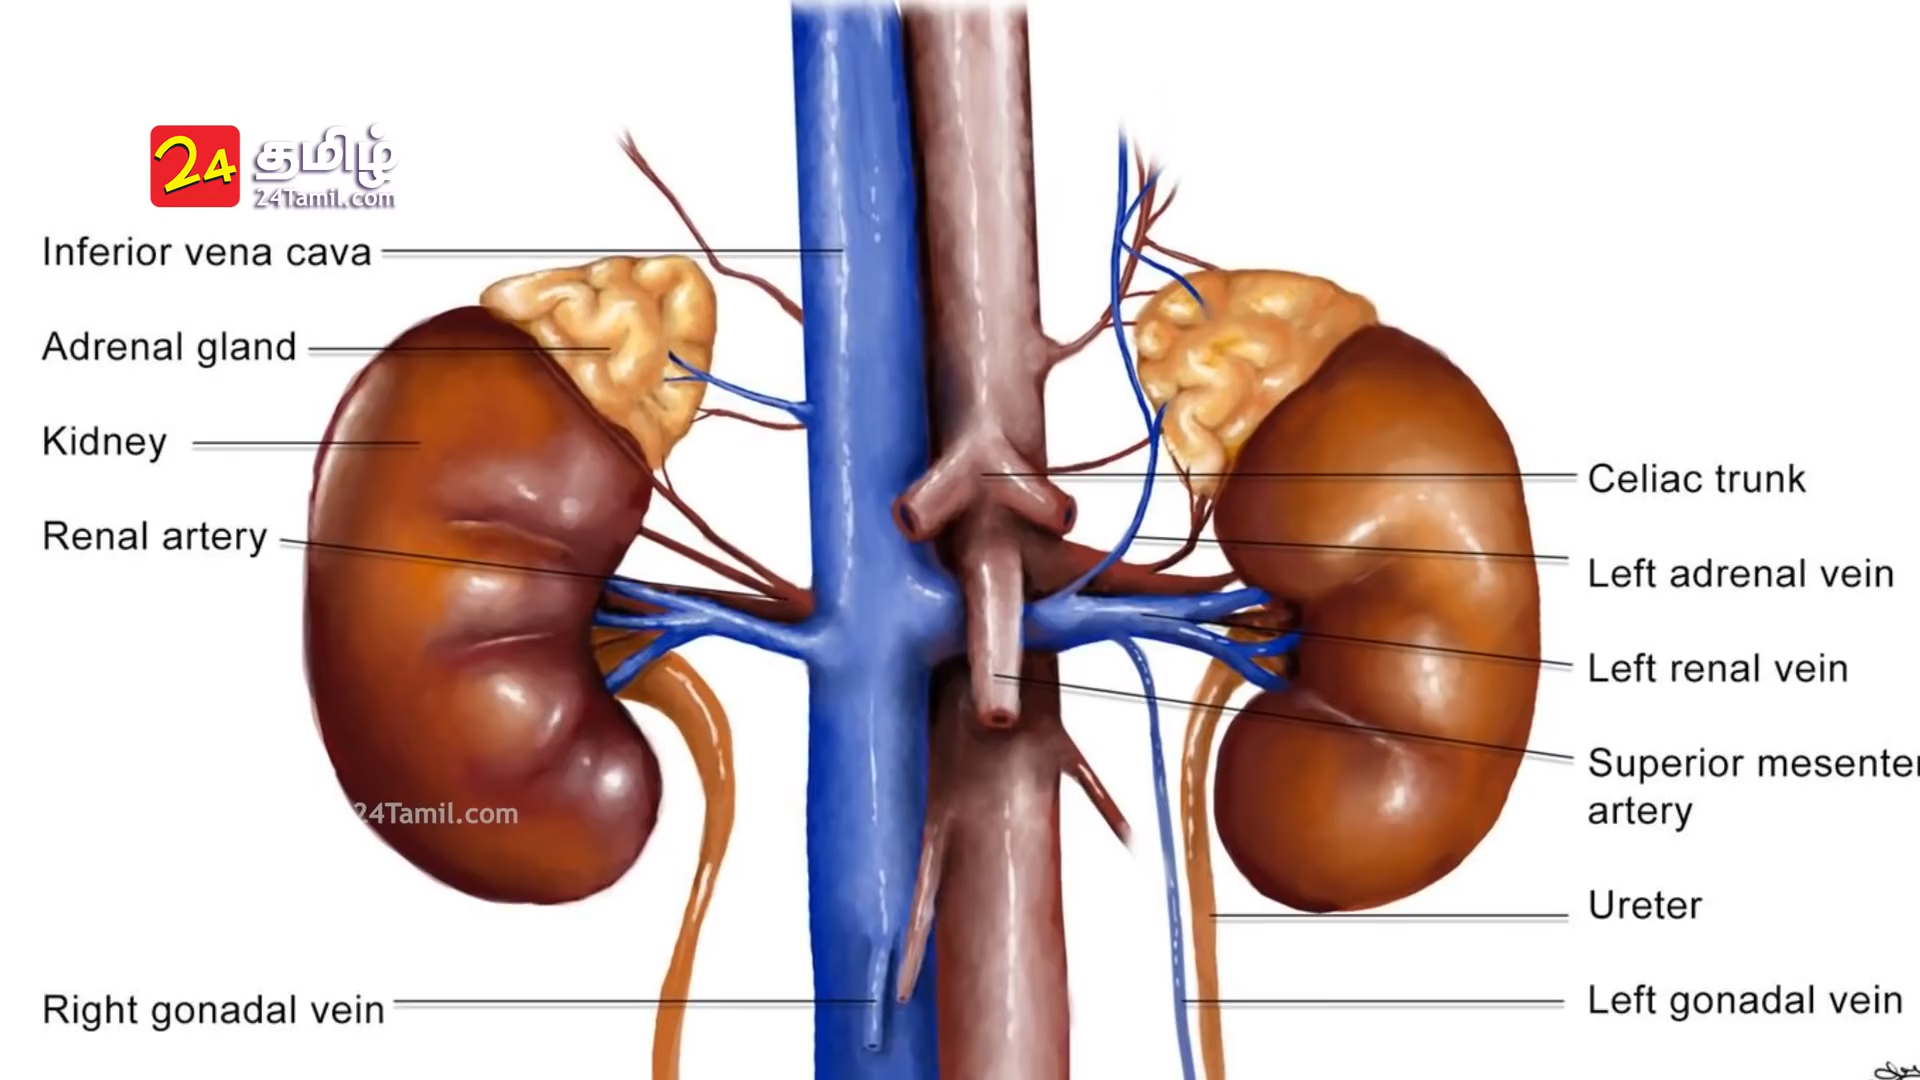 24 தமிழ்
24Tamil.com
Inferior vena cava
Adrenal gland
Kidney
Renal artery
24Tamil.com
Right gonadal vein
Celiac trunk
Left adrenal vein
Left renal vein
Superior mesenter
artery
Ureter
Left gonadal vein